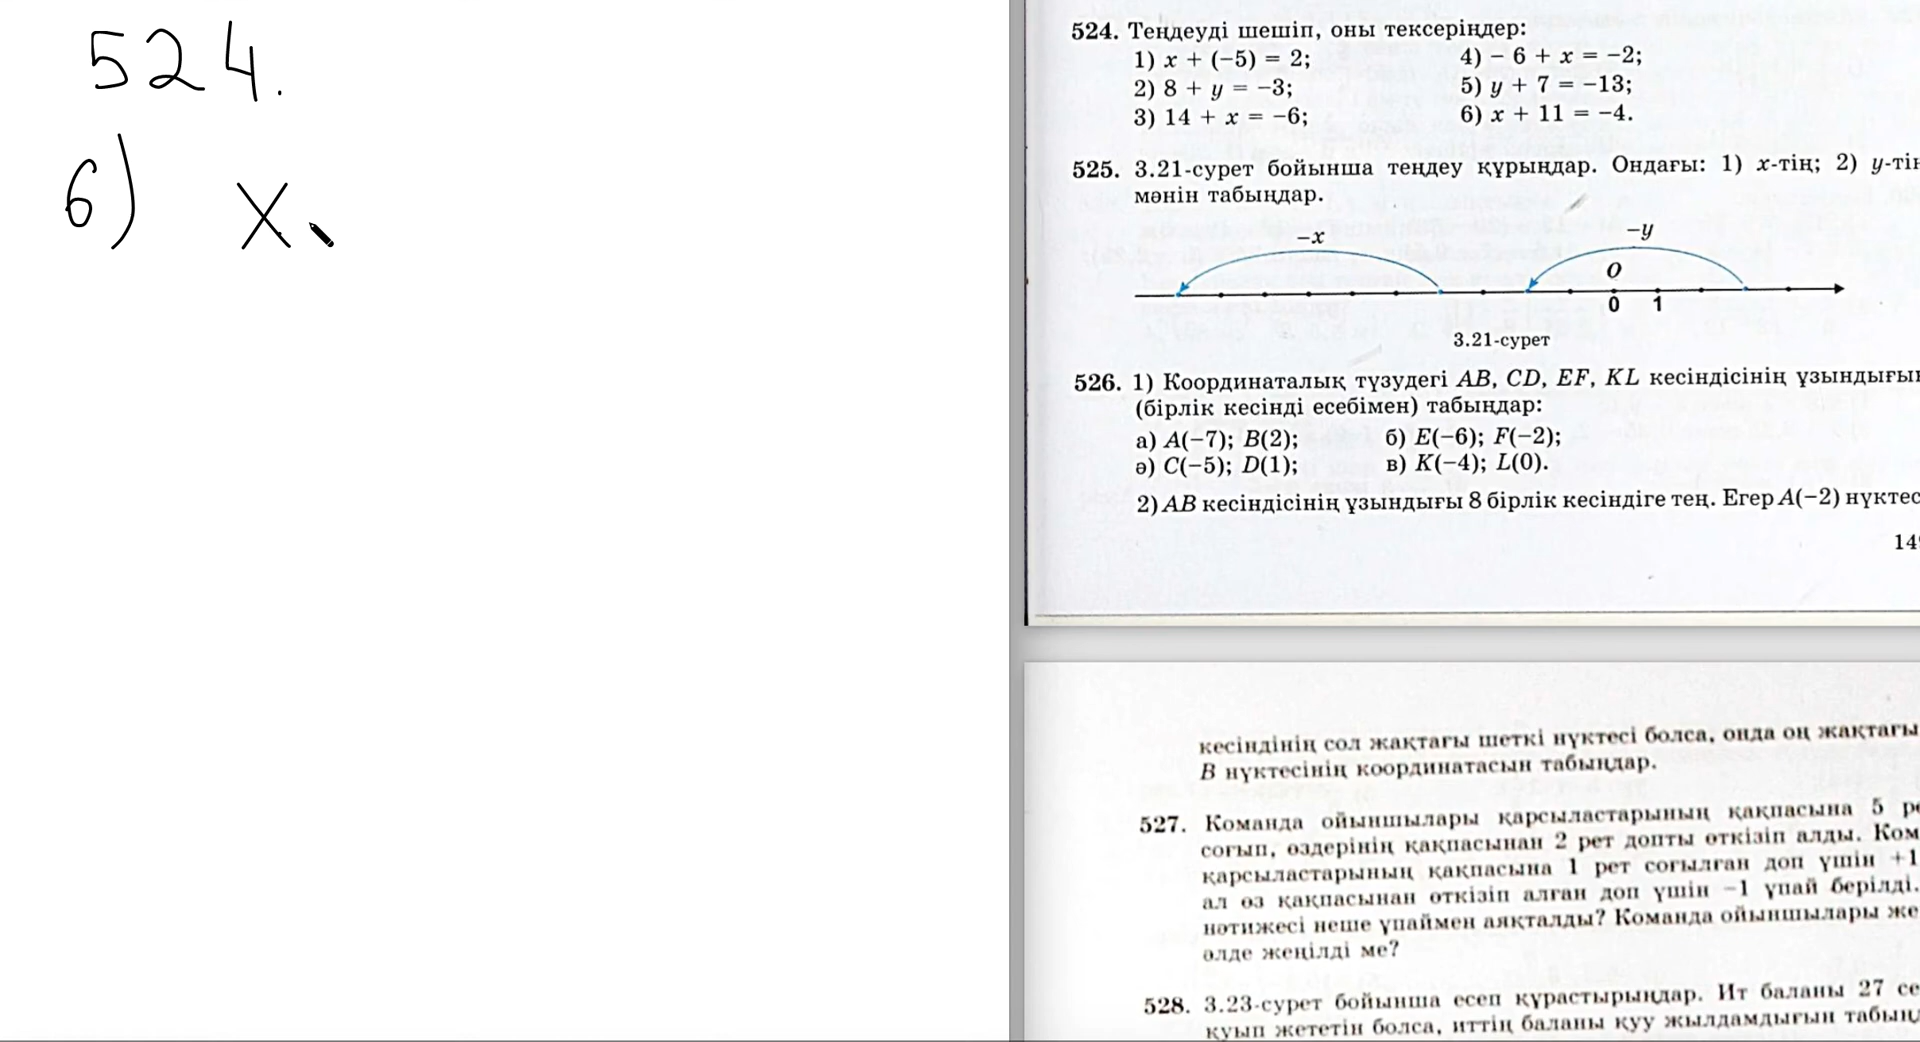 524.
6) x
524. Теңдеуді шешіп, оны тексеріңдер:
1) x + (−5) = 2; 4) − 6 + x = −2;
2) 8 + y = −3; 5) y + 7 = −13;
3) 14 + x = −6; 6) x + 11 = −4.
525. 3.21-сурет бойынша теңдеу құрыңдар. Ондағы: 1) x-тің; 2) y-тің
мәнін табыңдар.
−x −y
O
0 1
3.21-сурет
526. 1) Координаталық түзудегі AB, CD, EF, KL кесіндісінің ұзындығын
(бірлік кесінді есебімен) табыңдар:
а) A(−7); B(2); б) E(−6); F(−2);
ә) C(−5); D(1); в) K(−4); L(0).
2) AB кесіндісінің ұзындығы 8 бірлік кесіндіге тең. Егер A(−2) нүктес
14
кесіндінің сол жақтағы шеткі нүктесі болса, онда оң жақтағы
B нүктесінің координатасын табыңдар.
527. Команда ойыншылары қарсыластарының қақпасына 5 ре
соғып, өздерінің қақпасынан 2 рет допты өткізіп алды. Ком
қарсыластарының қақпасына 1 рет соғылған доп үшін +1
ал өз қақпасынан өткізіп алған доп үшін −1 ұпай берілді.
нәтижесі неше ұпаймен аяқталды? Команда ойыншылары же
әлде жеңілді ме?
528. 3.23-сурет бойынша есеп құрастырыңдар. Ит баланы 27 се
қуып жететін болса, иттің баланы қуу жылдамдығын табың